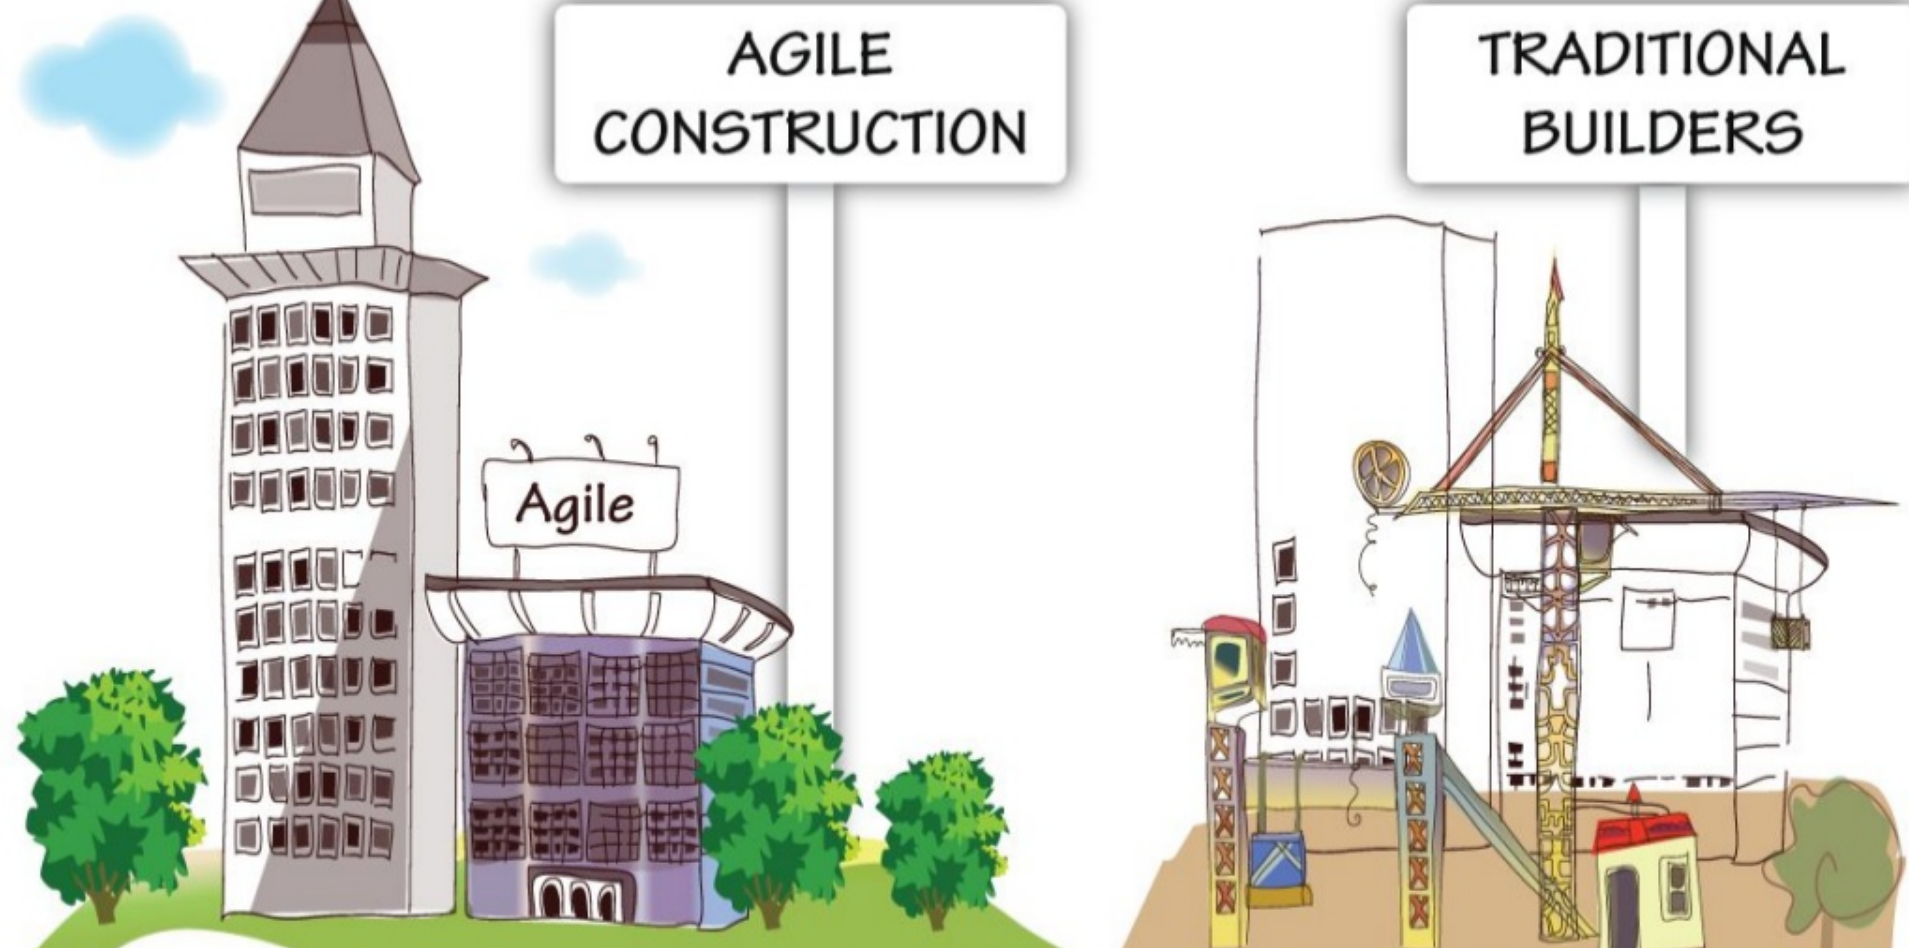 AGILE
CONSTRUCTION
TRADITIONAL
BUILDERS
Agile